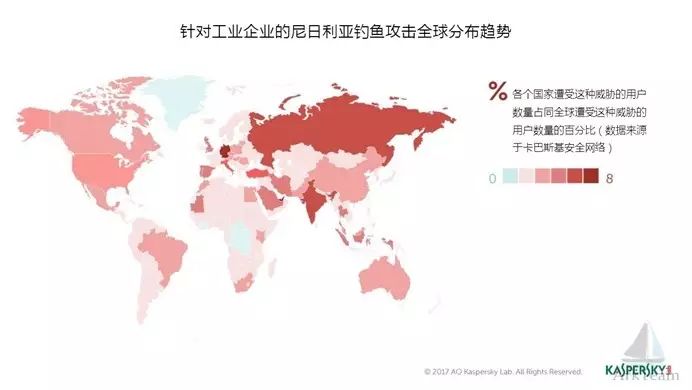 针对工业企业的尼日利亚钓鱼攻击全球分布趋势
%
各个国家遭受这种威胁的用户
数量占同全球遭受这种威胁的
用户数量的百分比（数据来源
于卡巴斯基安全网络）
0
8
© 2017 AO Kaspersky Lab. All Rights Reserved.
KASPERSKY
ArkTeam